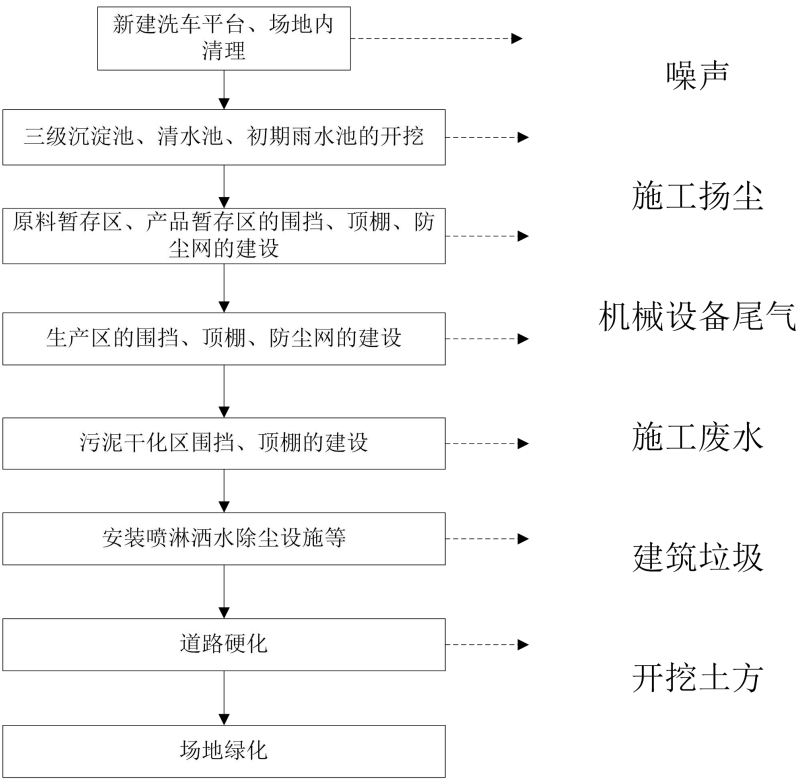 新建洗车平台、场地内
清理
噪声
三级沉淀池、清水池、初期雨水池的开挖
施工扬尘
原料暂存区、产品暂存区的围挡、顶棚、防
尘网的建设
机械设备尾气
生产区的围挡、顶棚、防尘网的建设
施工废水
污泥干化区围挡、顶棚的建设
安装喷淋洒水除尘设施等
建筑垃圾
道路硬化
开挖土方
场地绿化